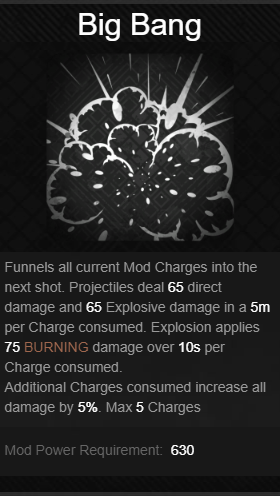 Big Bang
Funnels all current Mod Charges into the
next shot. Projectiles deal 65 direct
damage and 65 Explosive damage in a 5m
per Charge consumed. Explosion applies
75 BURNING damage over 10s per
Charge consumed.
Additional Charges consumed increase all
damage by 5%. Max 5 Charges
Mod Power Requirement: 630